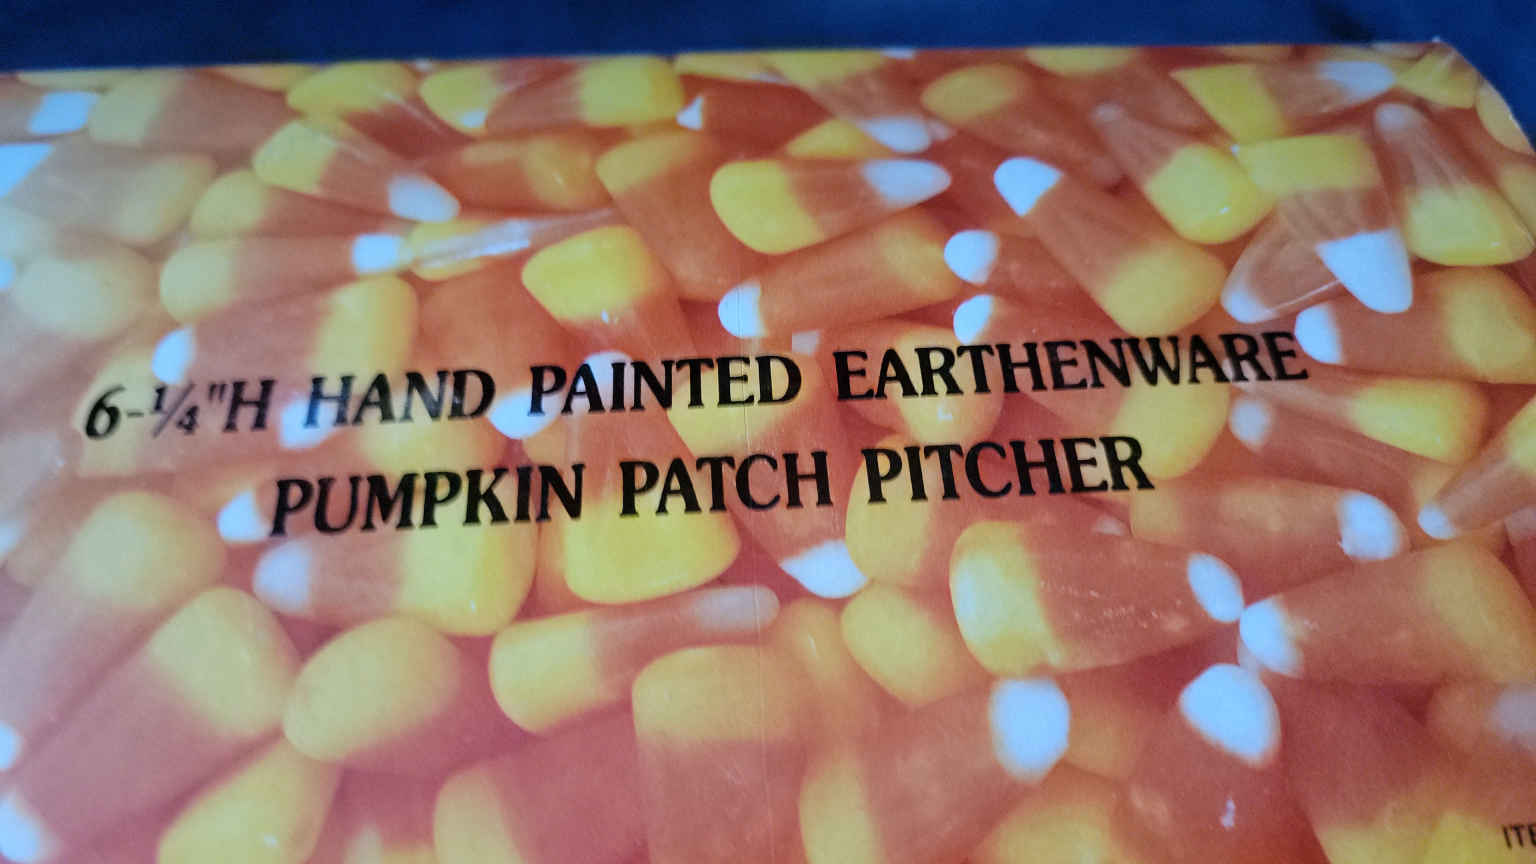 6-¼"H HAND PAINTED EARTHENWARE
PUMPKIN PATCH PITCHER